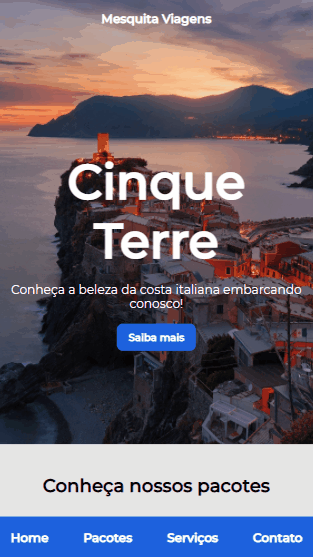 Mesquita Viagens
Cinque
Terre
Conheça a beleza da costa italiana embarcando
conosco!
Saiba mais
Conheça nossos pacotes
Home Pacotes Serviços Contato